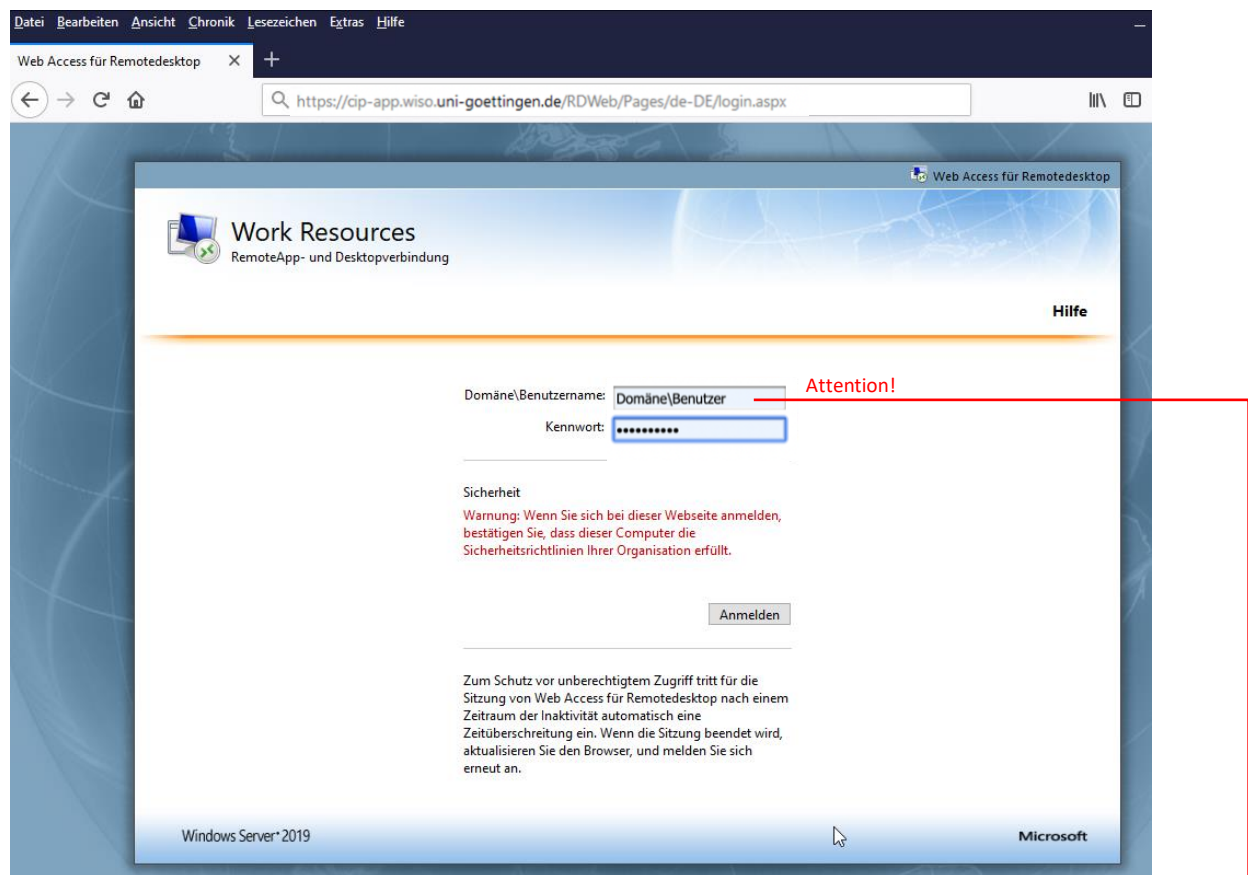 Datei Bearbeiten Ansicht Chronik Lesezeichen Extras Hilfe
Web Access für Remotedesktop
https://cip-app.wiso.uni-goettingen.de/RDWeb/Pages/de-DE/login.aspx
Web Access für Remotedesktop
Work Resources
RemoteApp- und Desktopverbindung
Hilfe
Attention!
Domäne\Benutzername: Domäne\Benutzer
Kennwort: ••••••••••
Sicherheit
Warnung: Wenn Sie sich bei dieser Webseite anmelden,
bestätigen Sie, dass dieser Computer die
Sicherheitsrichtlinien Ihrer Organisation erfüllt.
Anmelden
Zum Schutz vor unberechtigtem Zugriff tritt für die
Sitzung von Web Access für Remotedesktop nach einem
Zeitraum der Inaktivität automatisch eine
Zeitüberschreitung ein. Wenn die Sitzung beendet wird,
aktualisieren Sie den Browser, und melden Sie sich
erneut an.
Windows Server 2019
Microsoft